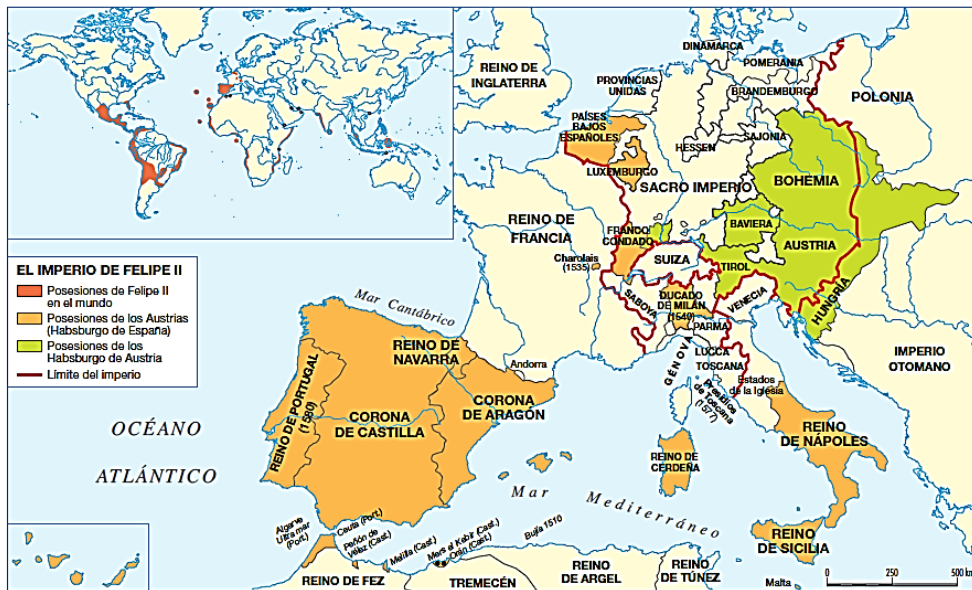 REINO DE
INGLATERRA
PROVINCIAS
UNIDAS
DINAMARCA
POMERANIA
BRANDEMBURGO
POLONIA
PAÍSES
BAJOS
ESPAÑOLES
HESSEN
SAJONIA
LUXEMBURGO
SACRO IMPERIO
BOHEMIA
REINO DE
FRANCIA
FRANCO
CONDADO
BAVIERA
AUSTRIA
Charolais
(1535)
SUIZA
TIROL
HUNGRÍA
SABOYA
DUCADO
DE MILÁN
(1540)
VENECIA
PARMA
GÉNOVA
LUCCA
TOSCANA
Presidios
de Toscana
(1577)
Estados
de la Iglesia
IMPERIO
OTOMANO
EL IMPERIO DE FELIPE II
Posesiones de Felipe II
en el mundo
Posesiones de los Austrias
(Habsburgo de España)
Posesiones de los
Habsburgo de Austria
Límite del imperio
Mar Cantábrico
REINO DE
NAVARRA
Andorra
REINO DE PORTUGAL
(1580)
CORONA
DE CASTILLA
CORONA
DE ARAGÓN
OCÉANO
ATLÁNTICO
REINO DE
CERDEÑA
REINO
DE NÁPOLES
Mar Mediterráneo
REINO
DE SICILIA
Algarve
Ultramar
(Port.)
Ceuta (Port.)
Peñón de
Vélez (Cast.)
Melilla (Cast.)
Mers el Kebir (Cast.)
Orán (Cast.)
Bujía 1510
REINO DE FEZ
TREMECÉN
REINO
DE ARGEL
REINO
DE TÚNEZ
Malta
0 250 500 km